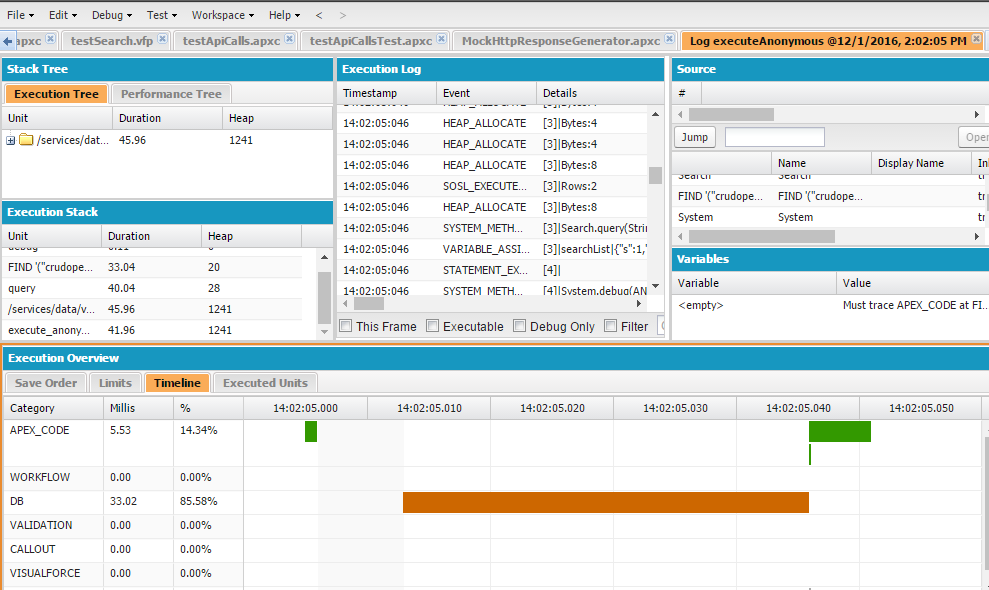 File Edit Debug Test Workspace Help < >
apxc testSearch.vfp testApiCalls.apxc testApiCallsTest.apxc MockHttpResponseGenerator.apxc Log executeAnonymous @12/1/2016, 2:02:05 PM
Stack Tree
Execution Tree Performance Tree
Unit Duration Heap
/services/dat... 45.96 1241
Execution Stack
Unit Duration Heap
debug 0.11
FIND '("crudope... 33.04 20
query 40.04 28
/services/data/v... 45.96 1241
execute_anony... 41.96 1241
Execution Log
Timestamp Event Details
HEAP_ALLOCATE
14:02:05:046 HEAP_ALLOCATE [3]|Bytes:4
14:02:05:046 HEAP_ALLOCATE [3]|Bytes:4
14:02:05:046 HEAP_ALLOCATE [3]|Bytes:8
14:02:05:046 SOSL_EXECUTE... [3]|Rows:2
14:02:05:046 HEAP_ALLOCATE [3]|Bytes:8
14:02:05:046 SYSTEM_METH... [3]|Search.query(Strin
14:02:05:046 VARIABLE_ASSI... [3]|searchList|{"s":1,"
14:02:05:046 STATEMENT_EX... [4]|
14:02:05:046 SYSTEM_METH... [4]|System.debug(AN
This Frame Executable Debug Only Filter
Source
#
Jump Open
Name Display Name
Search Search
FIND '("crudope... FIND '("crudope...
System System
Variables
Variable Value
<empty> Must trace APEX_CODE at FI...
Execution Overview
Save Order Limits Timeline Executed Units
Category Millis % 14:02:05.000 14:02:05.010 14:02:05.020 14:02:05.030 14:02:05.040 14:02:05.050
APEX_CODE 5.53 14.34%
WORKFLOW 0.00 0.00%
DB 33.02 85.58%
VALIDATION 0.00 0.00%
CALLOUT 0.00 0.00%
VISUALFORCE 0.00 0.00%